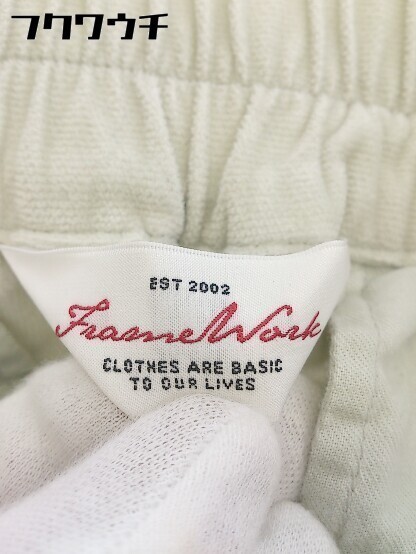 フクワウチ
EST 2002
FrameWork
CLOTHES ARE BASIC
TO OUR LIVES